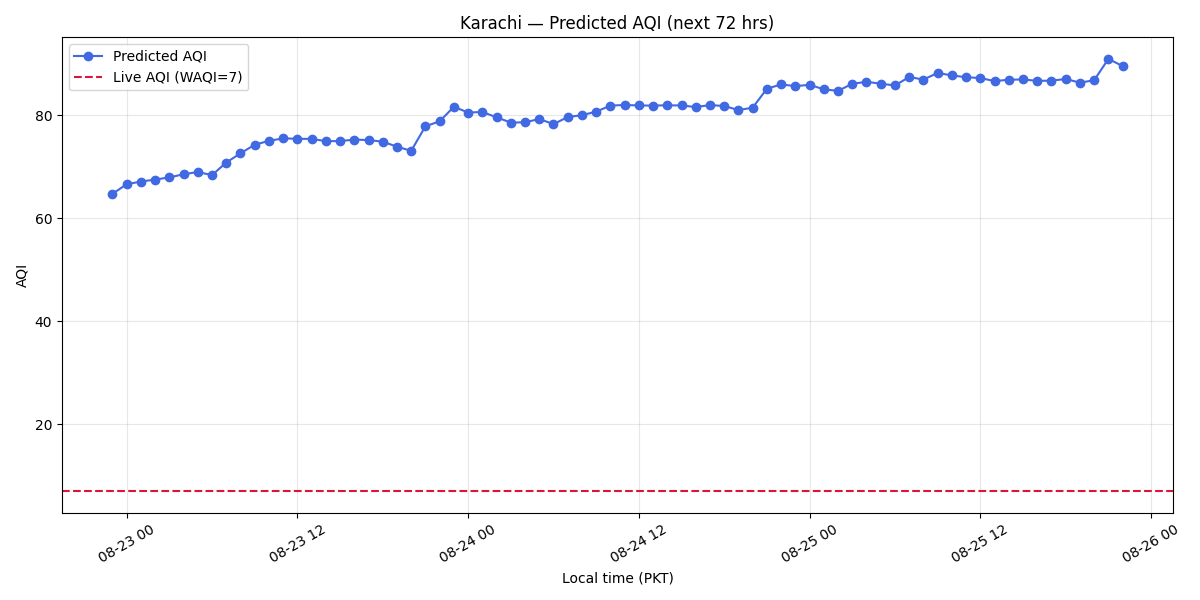 Karachi — Predicted AQI (next 72 hrs)
Predicted AQI
Live AQI (WAQI=7)
AQI
80
60
40
20
08-23 00
08-23 12
08-24 00
08-24 12
08-25 00
08-25 12
08-26 00
Local time (PKT)